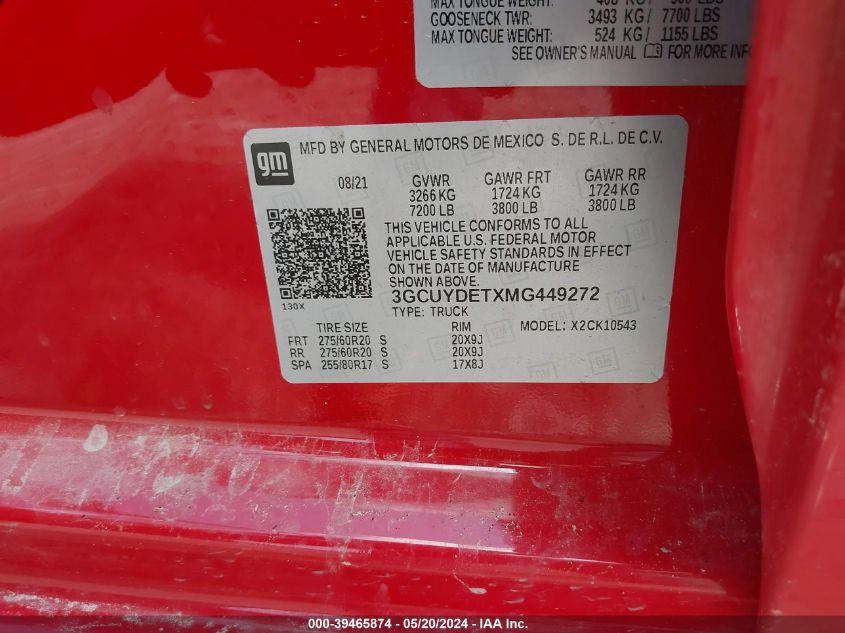 MAX TONGUE WEIGHT: 408 KG / 900 LBS
GOOSENECK TWR: 3493 KG / 7700 LBS
MAX TONGUE WEIGHT: 524 KG / 1155 LBS
SEE OWNER'S MANUAL FOR MORE INFO
gm
MFD BY GENERAL MOTORS DE MEXICO S. DE R.L. DE C.V.
08/21 GVWR GAWR FRT GAWR RR
3266 KG 1724 KG 1724 KG
7200 LB 3800 LB 3800 LB
THIS VEHICLE CONFORMS TO ALL
APPLICABLE U.S. FEDERAL MOTOR
VEHICLE SAFETY STANDARDS IN EFFECT
ON THE DATE OF MANUFACTURE
SHOWN ABOVE.
130X
3GCUYDETXMG449272
TYPE: TRUCK MODEL: X2CK10543
TIRE SIZE RIM
FRT 275/60R20 S 20X9J
RR 275/60R20 S 20X9J
SPA 255/80R17 S 17X8J
000-39465874 - 05/20/2024 - IAA Inc.